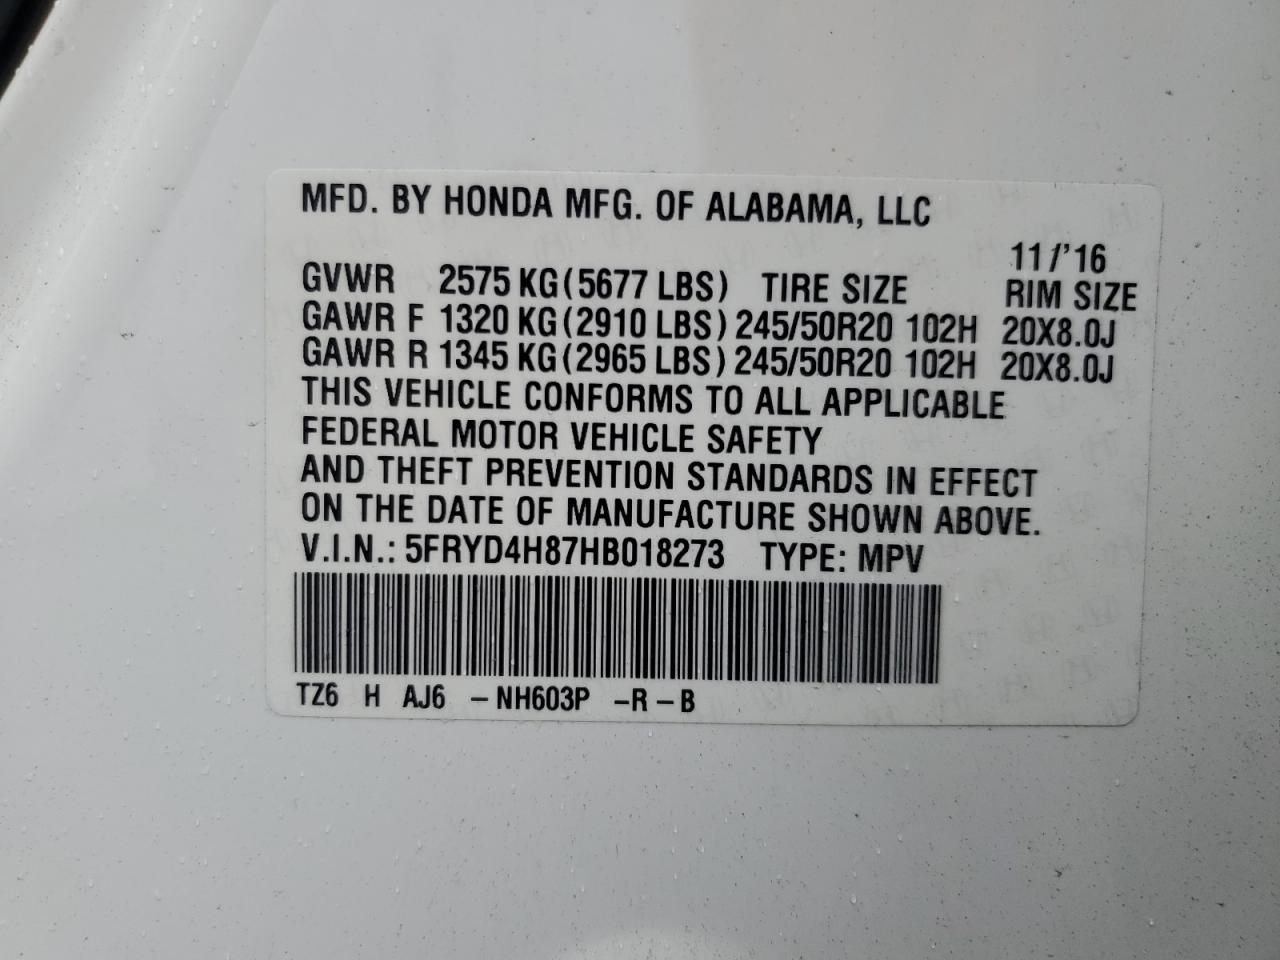 MFD. BY HONDA MFG. OF ALABAMA, LLC
11/'16
GVWR 2575 KG(5677 LBS) TIRE SIZE RIM SIZE
GAWR F 1320 KG(2910 LBS) 245/50R20 102H 20X8.0J
GAWR R 1345 KG(2965 LBS) 245/50R20 102H 20X8.0J
THIS VEHICLE CONFORMS TO ALL APPLICABLE
FEDERAL MOTOR VEHICLE SAFETY
AND THEFT PREVENTION STANDARDS IN EFFECT
ON THE DATE OF MANUFACTURE SHOWN ABOVE.
V.I.N.: 5FRYD4H87HB018273 TYPE: MPV
TZ6 H AJ6 -NH603P -R-B